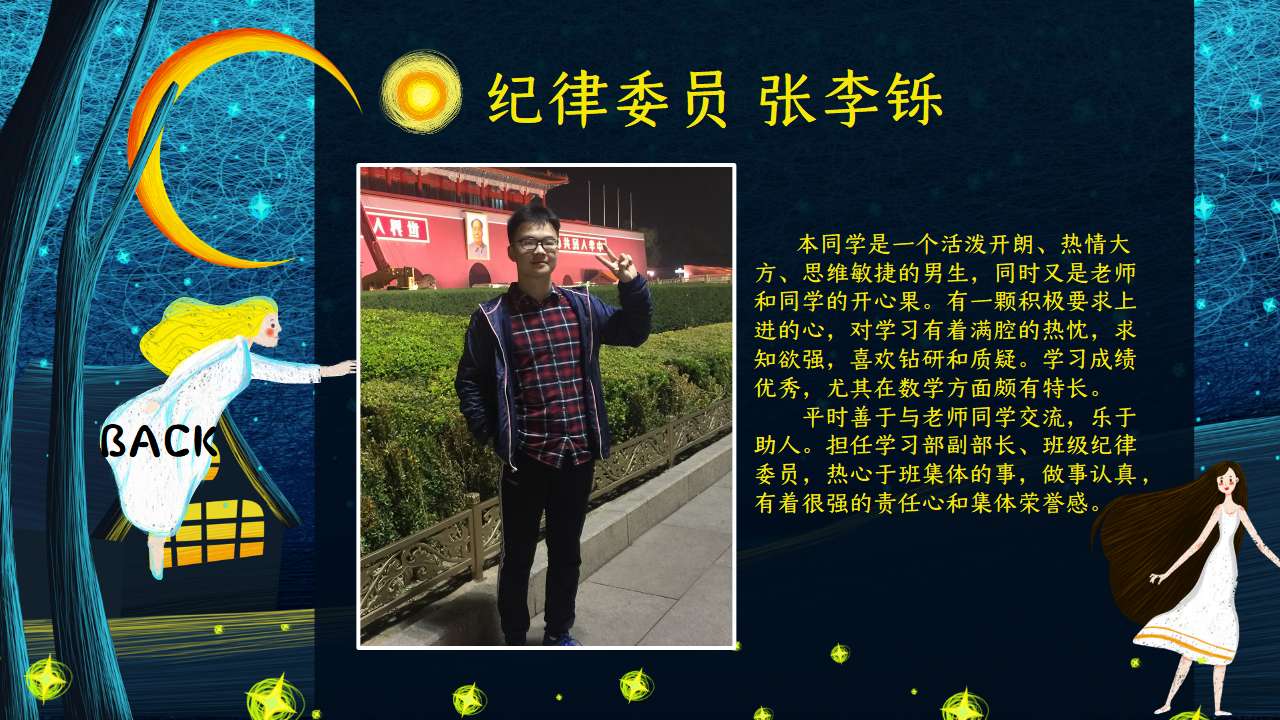 纪律委员 张李铄
人民共和
中华人民共
本同学是一个活泼开朗、热情大
方、思维敏捷的男生，同时又是老师
和同学的开心果。有一颗积极要求上
进的心，对学习有着满腔的热忱，求
知欲强，喜欢钻研和质疑。学习成绩
优秀，尤其在数学方面颇有特长。
平时善于与老师同学交流，乐于
助人。担任学习部副部长、班级纪律
委员，热心于班集体的事，做事认真，
有着很强的责任心和集体荣誉感。
BACK